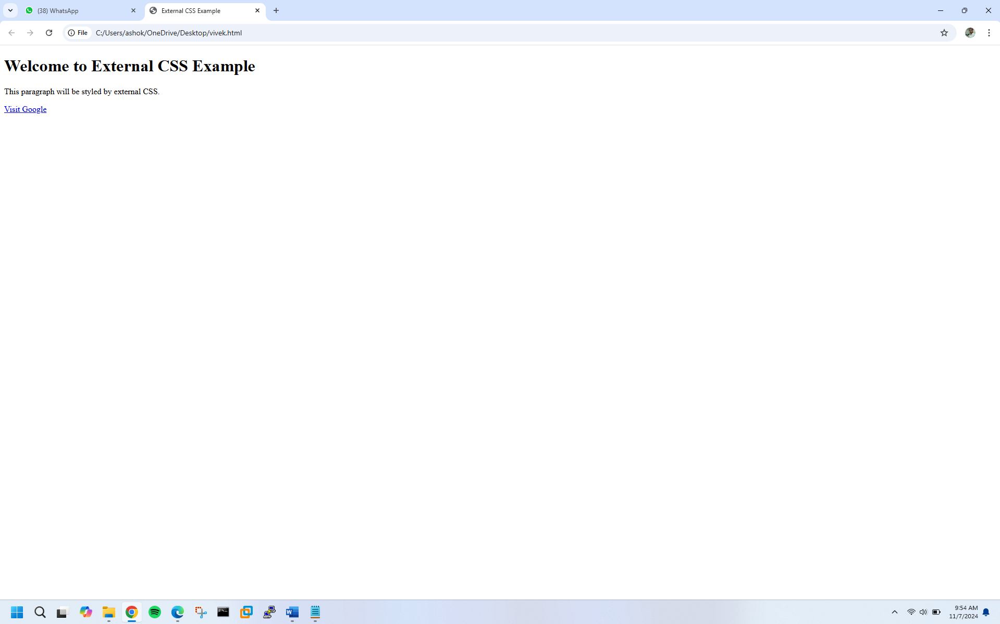 (38) WhatsApp
External CSS Example
File
C:/Users/ashok/OneDrive/Desktop/vivek.html
Welcome to External CSS Example
This paragraph will be styled by external CSS.
Visit Google
9:54 AM
11/7/2024